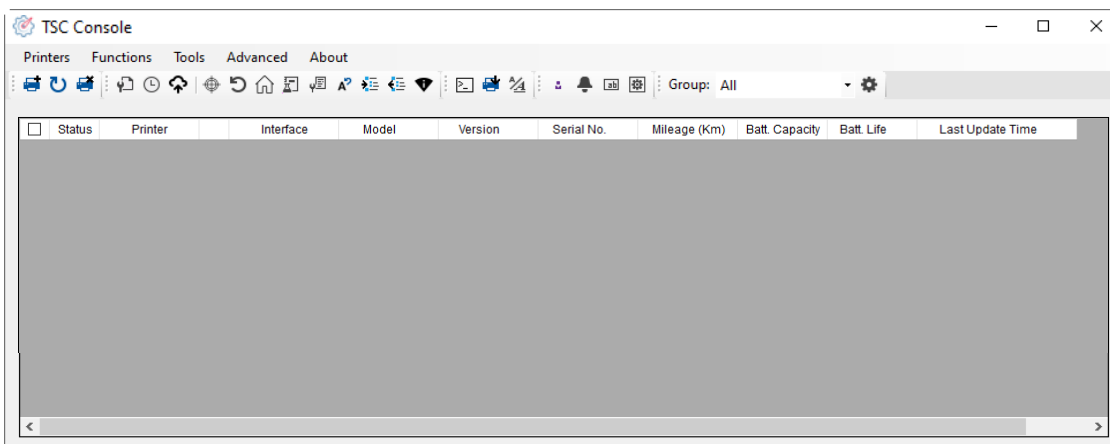 TSC Console
Printers Functions Tools Advanced About
Group: All
Status Printer Interface Model Version Serial No. Mileage (Km) Batt. Capacity Batt. Life Last Update Time